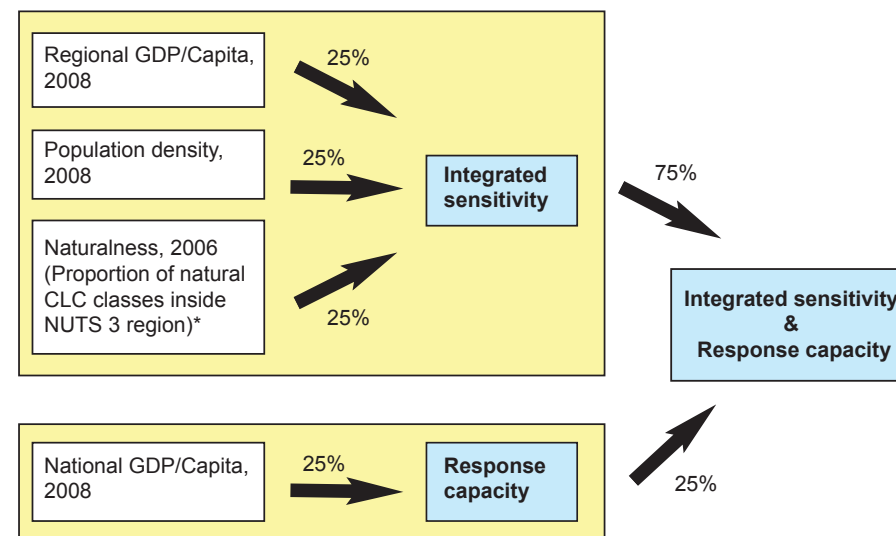 Regional GDP/Capita,
2008
25%
Population density,
2008
25%
Naturalness, 2006
(Proportion of natural
CLC classes inside
NUTS 3 region)*
25%
Integrated
sensitivity
75%
Integrated sensitivity
&
Response capacity
National GDP/Capita,
2008
25%
Response
capacity
25%